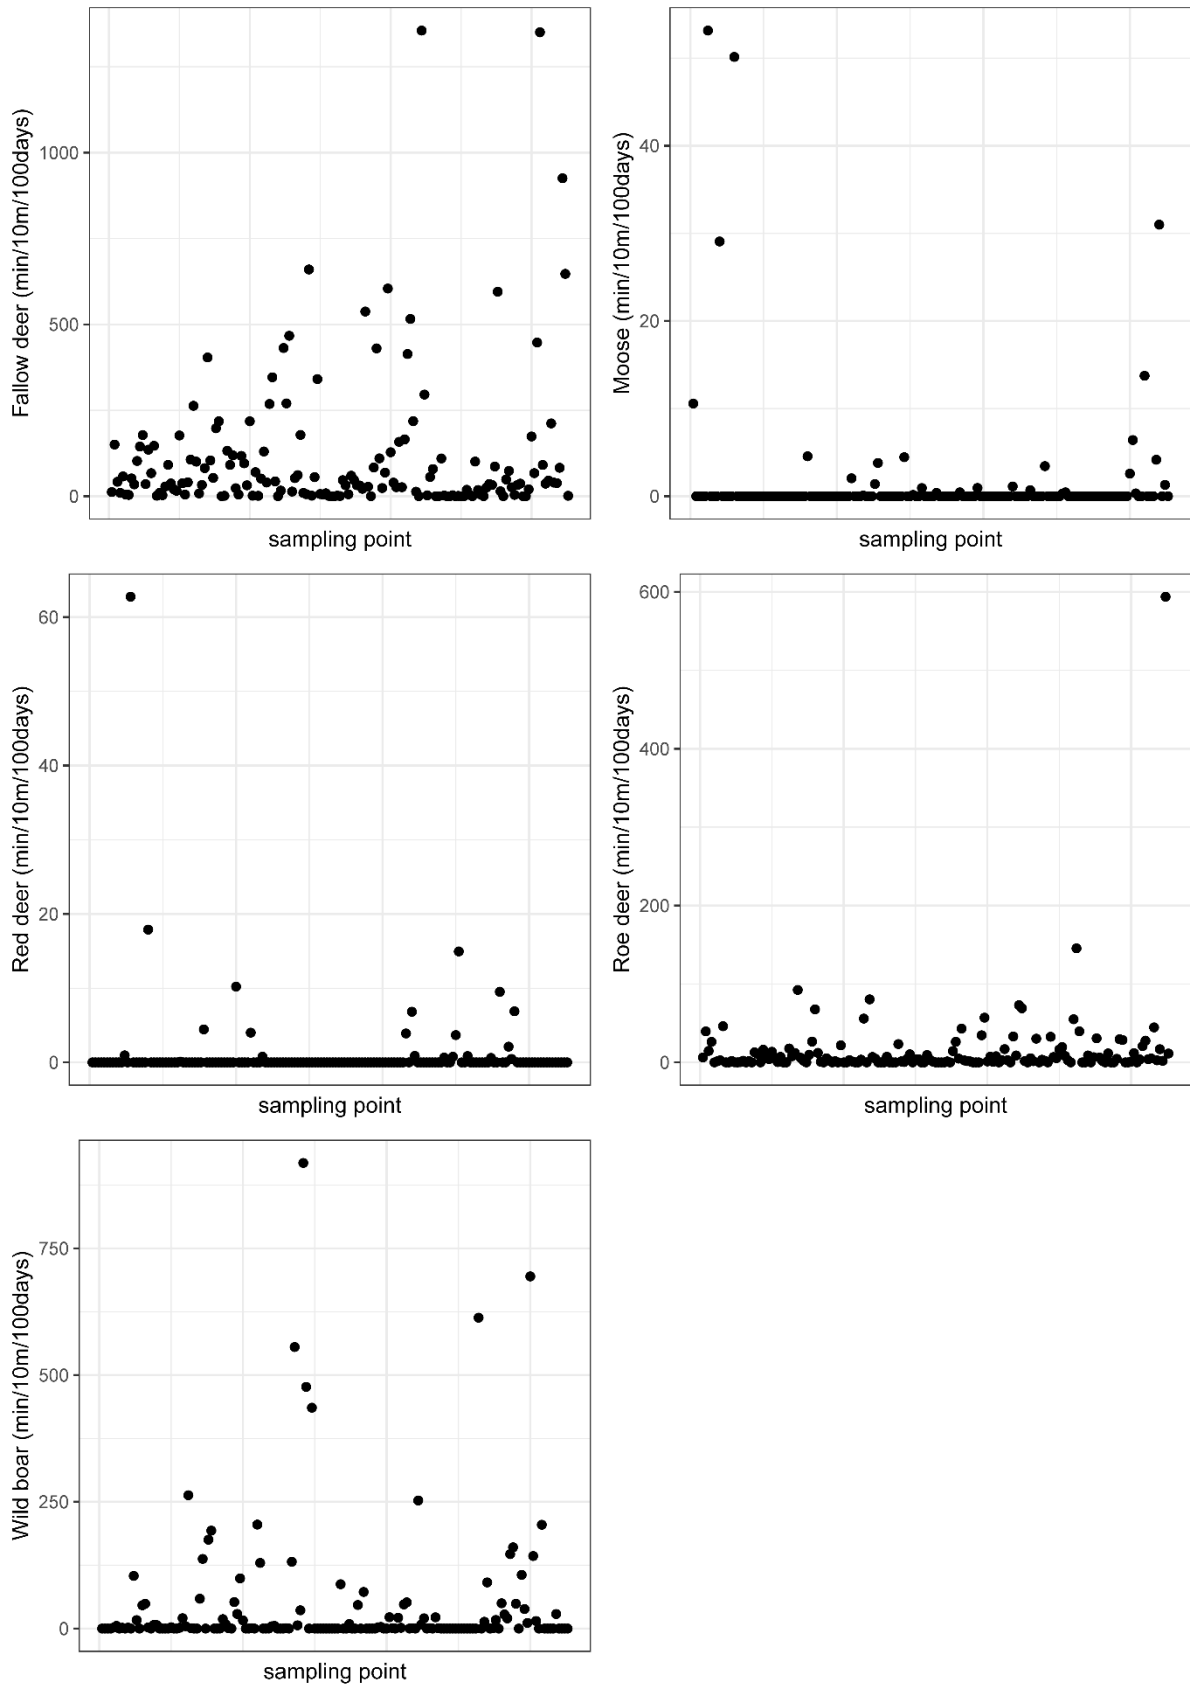 Fallow deer (min/10m/100days)
1000
500
0
sampling point
Moose (min/10m/100days)
40
20
0
sampling point
Red deer (min/10m/100days)
60
40
20
0
sampling point
Roe deer (min/10m/100days)
600
400
200
0
sampling point
Wild boar (min/10m/100days)
750
500
250
0
sampling point